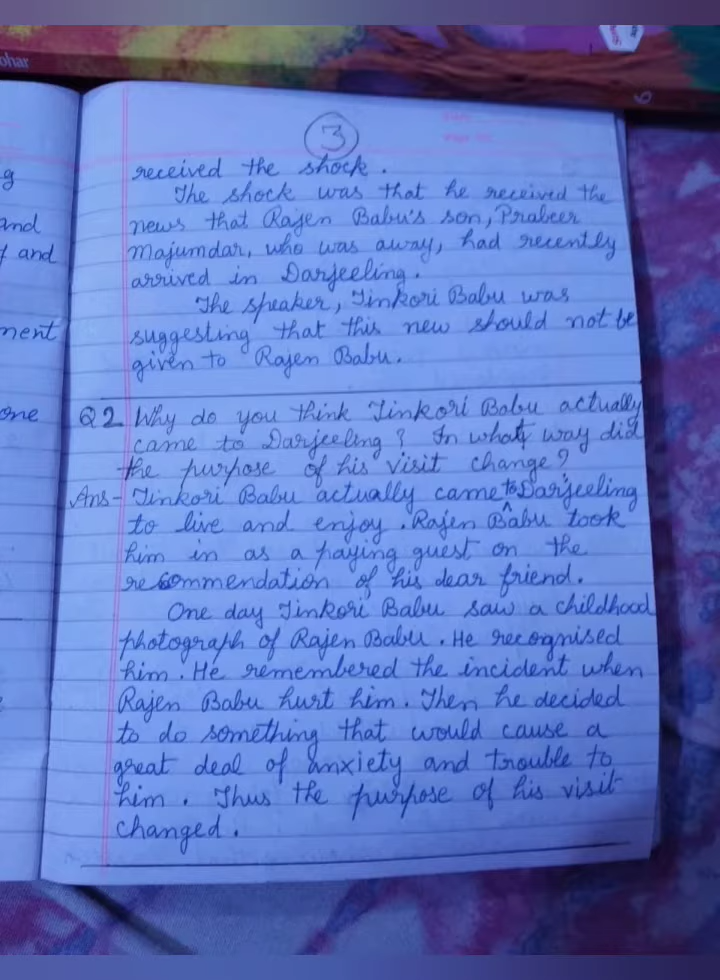 ohar
3
g
and
and
ment
one
received the shock.
The shock was that he received the
news that Rajen Babu's son, Prabeer
Majumdar, who was away, had recently
arrived in Darjeeling.
The speaker, Tinkori Babu was
suggesting that this new should not be
given to Rajen Babu.
Q2 Why do you think Tinkori Babu actually
came to Darjeeling? In what way did
the purpose of his visit change?
Ans- Tinkori Babu actually came to Darjeeling
to live and enjoy. Rajen Babu took
him in as a paying guest on the
recommendation of his dear friend.
One day Tinkori Babu saw a childhood
photograph of Rajen Babu. He recognised
him. He remembered the incident when
Rajen Babu hurt him. Then he decided
to do something that would cause a
great deal of anxiety and trouble to
him. Thus the purpose of his visit
changed.